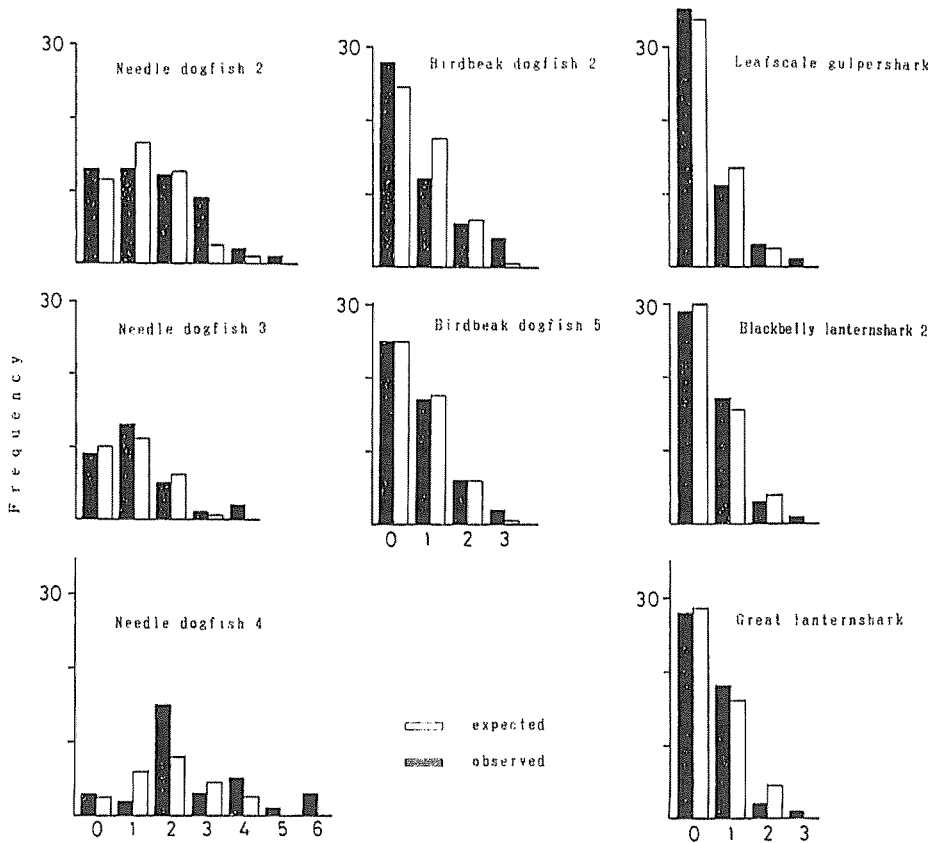 30
Needle dogfish 2
30
Birdbeak dogfish 2
30
Leafscale gulpershark
30
Needle dogfish 3
30
Birdbeak dogfish 5
30
Blackbelly lanternshark 2
Frequency
0 1 2 3
30
Needle dogfish 4
30
Great lanternshark
expected
observed
0 1 2 3 4 5 6
0 1 2 3